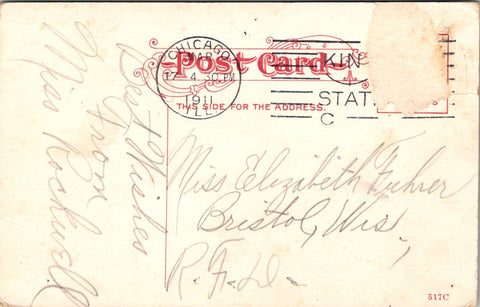 CHICAGO
MAR
4 30 PM
1911
ILL.
KIN
STAT.
C
Post Card
THIS SIDE FOR THE ADDRESS.
Best Wishes
From
Miss Rockwell
Miss Elizabeth Fuhrer
Bristol, Wis,
R.F.D.
517C